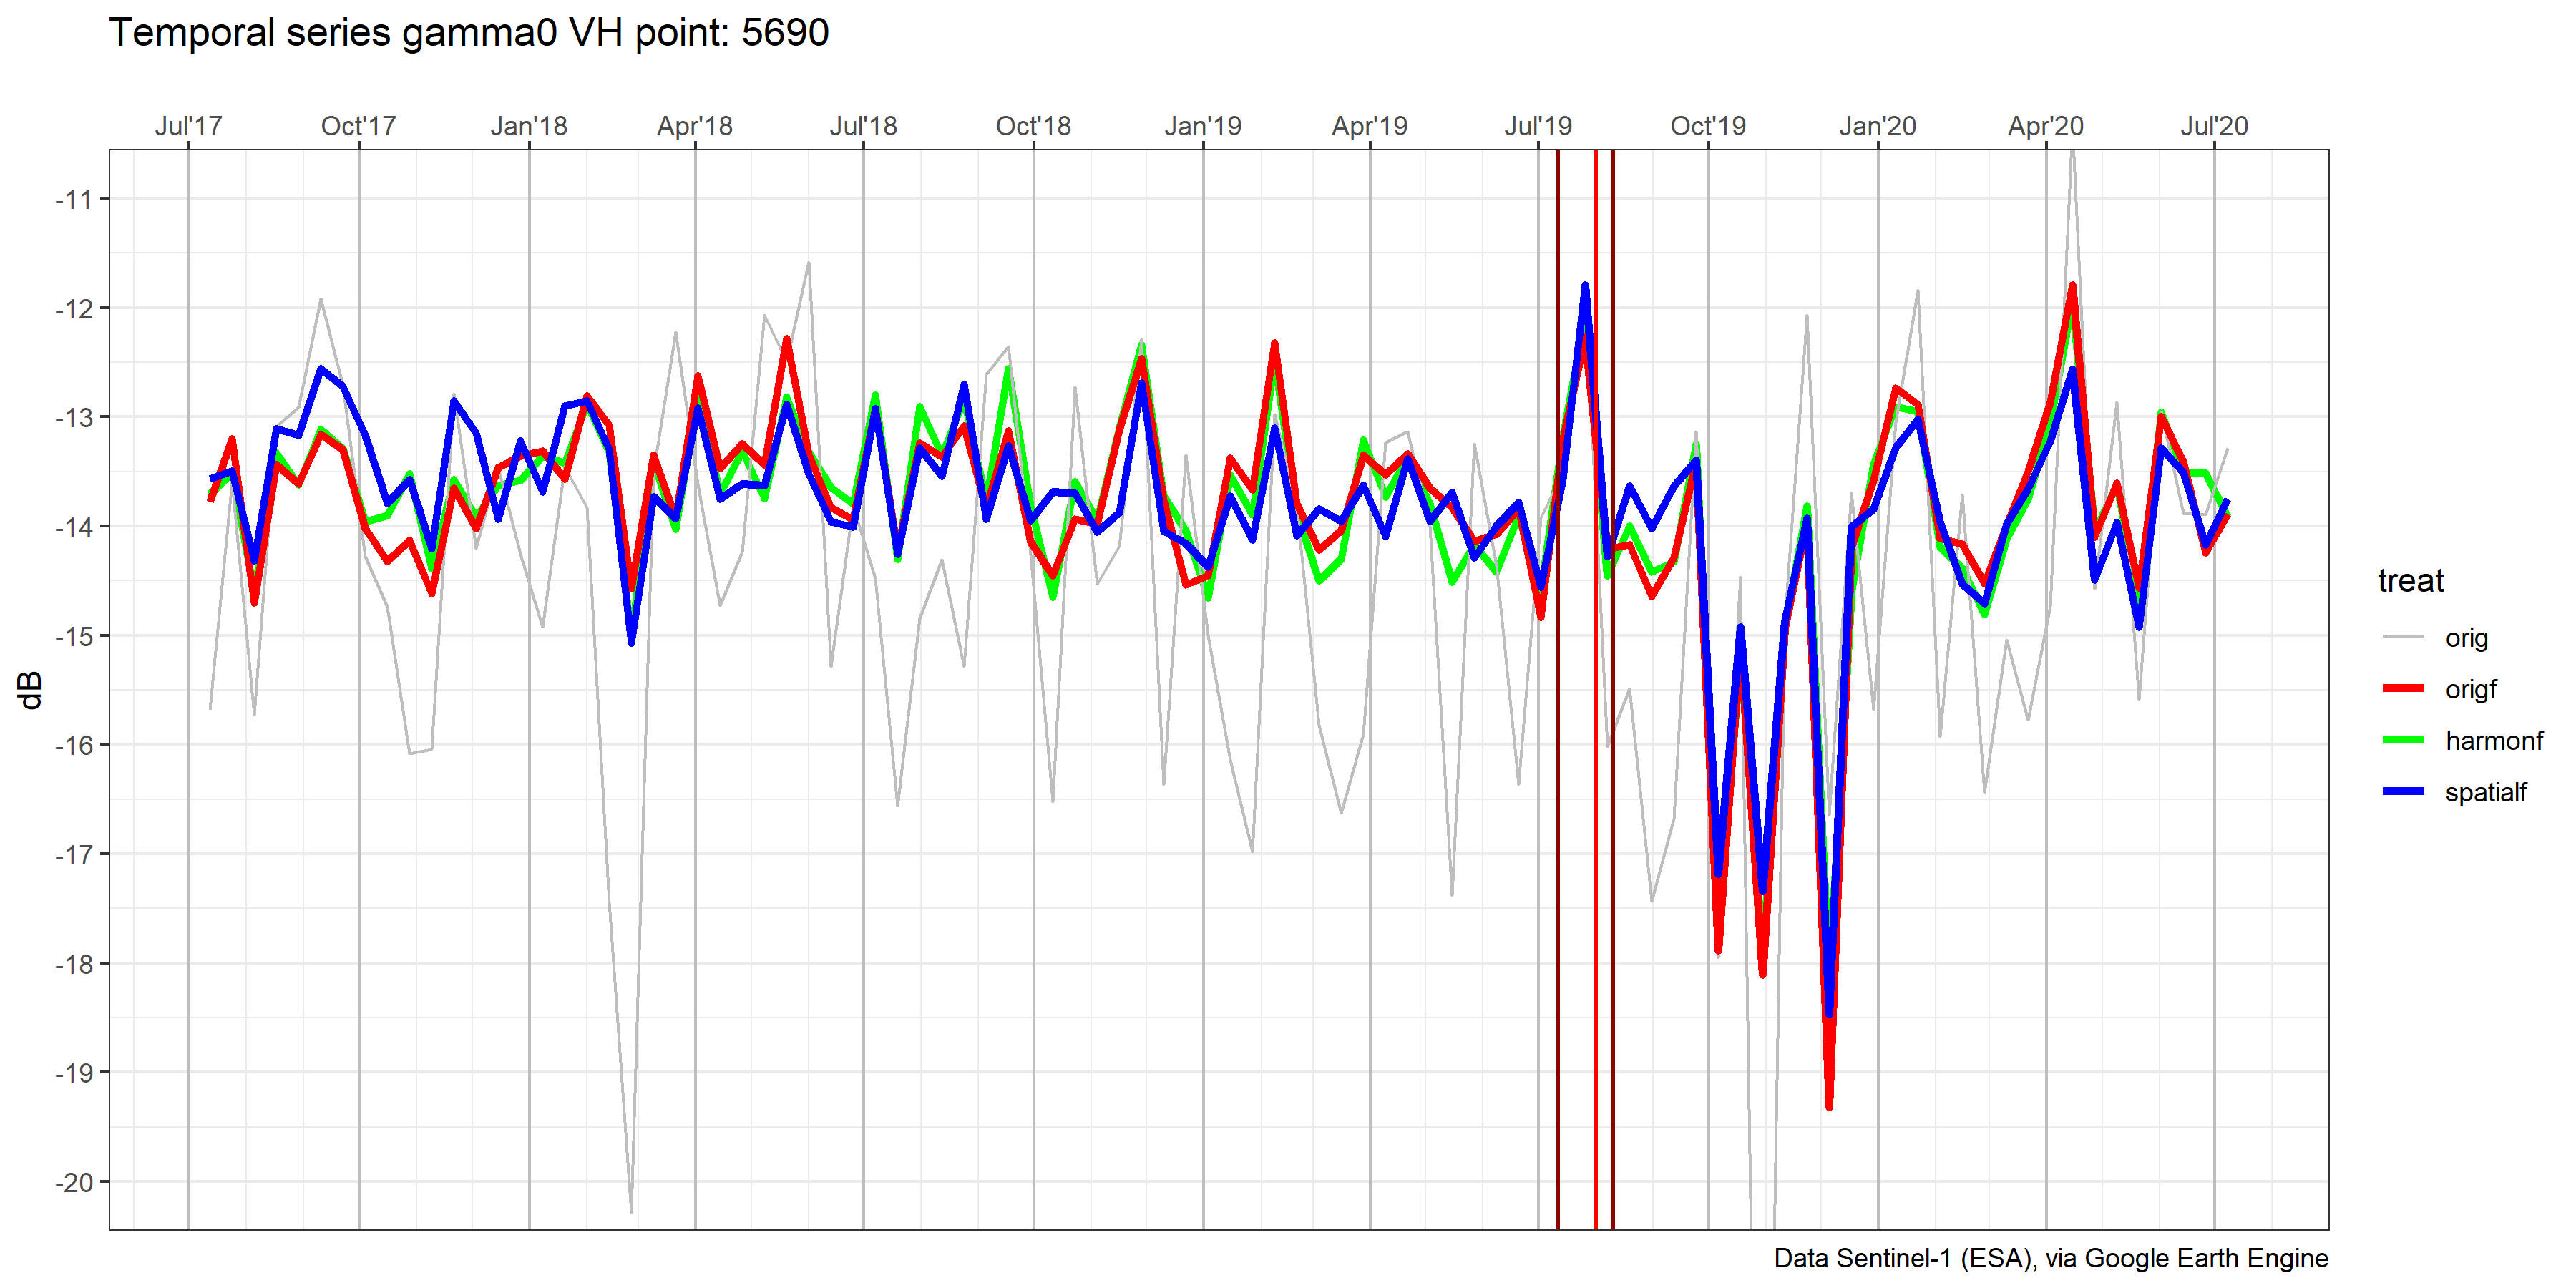 Temporal series gamma0 VH point: 5690
Jul'17 Oct'17 Jan'18 Apr'18 Jul'18 Oct'18 Jan'19 Apr'19 Jul'19 Oct'19 Jan'20 Apr'20 Jul'20
-11
-12
-13
-14
-15
-16
-17
-18
-19
-20
dB
treat
orig
origf
harmonf
spatialf
Data Sentinel-1 (ESA), via Google Earth Engine